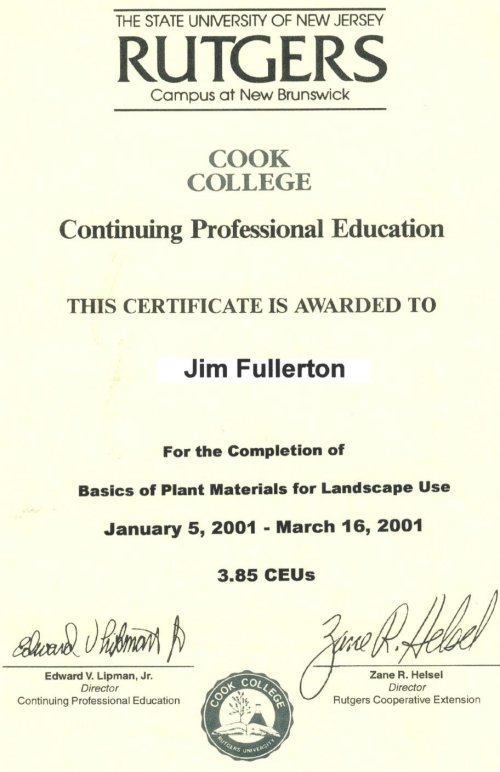 THE STATE UNIVERSITY OF NEW JERSEY
RUTGERS
Campus at New Brunswick
COOK
COLLEGE
Continuing Professional Education
THIS CERTIFICATE IS AWARDED TO
Jim Fullerton
For the Completion of
Basics of Plant Materials for Landscape Use
January 5, 2001 - March 16, 2001
3.85 CEUs
Edward V Lipman Jr
Edward V. Lipman, Jr.
Director
Continuing Professional Education
COOK COLLEGE
RUTGERS UNIVERSITY
Zane R. Helsel
Zane R. Helsel
Director
Rutgers Cooperative Extension